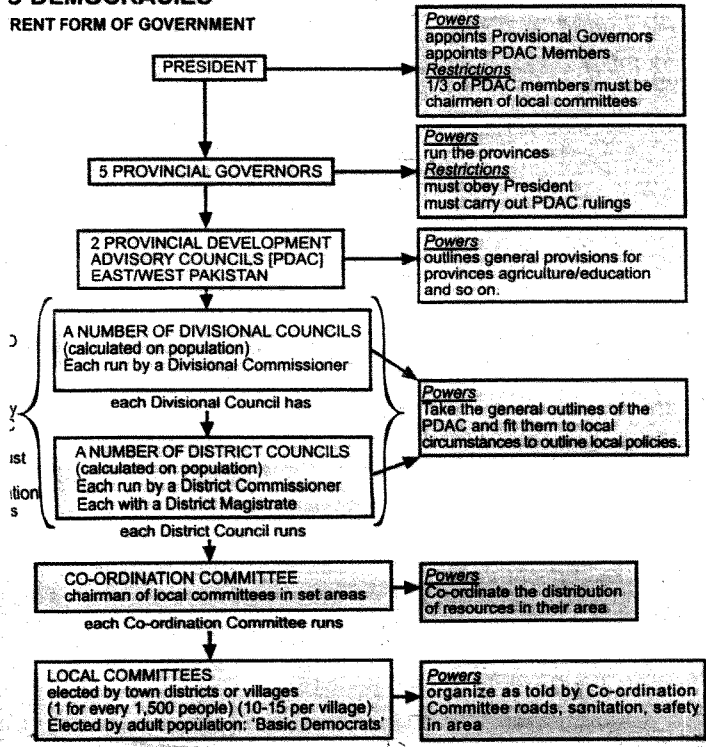 DEMOCRACIES
RENT FORM OF GOVERNMENT
PRESIDENT
Powers
appoints Provisional Governors
appoints PDAC Members
Restrictions
1/3 of PDAC members must be
chairmen of local committees
5 PROVINCIAL GOVERNORS
Powers
run the provinces
Restrictions
must obey President
must carry out PDAC rulings
2 PROVINCIAL DEVELOPMENT
ADVISORY COUNCILS [PDAC]
EAST/WEST PAKISTAN
Powers
outlines general provisions for
provinces agriculture/education
and so on.
A NUMBER OF DIVISIONAL COUNCILS
(calculated on population)
Each run by a Divisional Commissioner
each Divisional Council has
A NUMBER OF DISTRICT COUNCILS
(calculated on population)
Each run by a District Commissioner
Each with a District Magistrate
Powers
Take the general outlines of the
PDAC and fit them to local
circumstances to outline local policies.
each District Council runs
CO-ORDINATION COMMITTEE
chairman of local committees in set areas
Powers
Co-ordinate the distribution
of resources in their area
each Co-ordination Committee runs
LOCAL COMMITTEES
elected by town districts or villages
(1 for every 1,500 people) (10-15 per village)
Elected by adult population: 'Basic Democrats'
Powers
organize as told by Co-ordination
Committee roads, sanitation, safety
in area